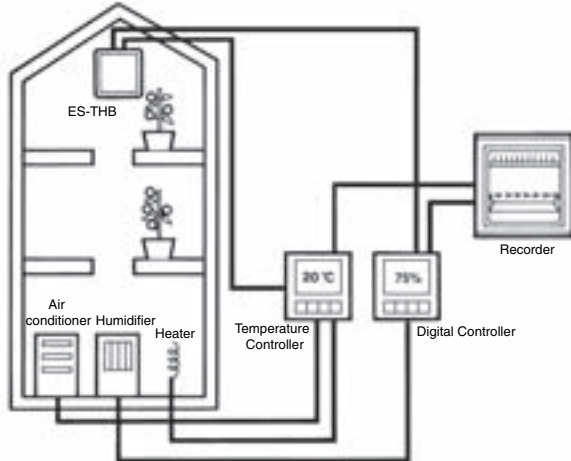 ES-THB
Recorder
20 °C
75%
Air
conditioner
Humidifier
Heater
Temperature
Controller
Digital Controller